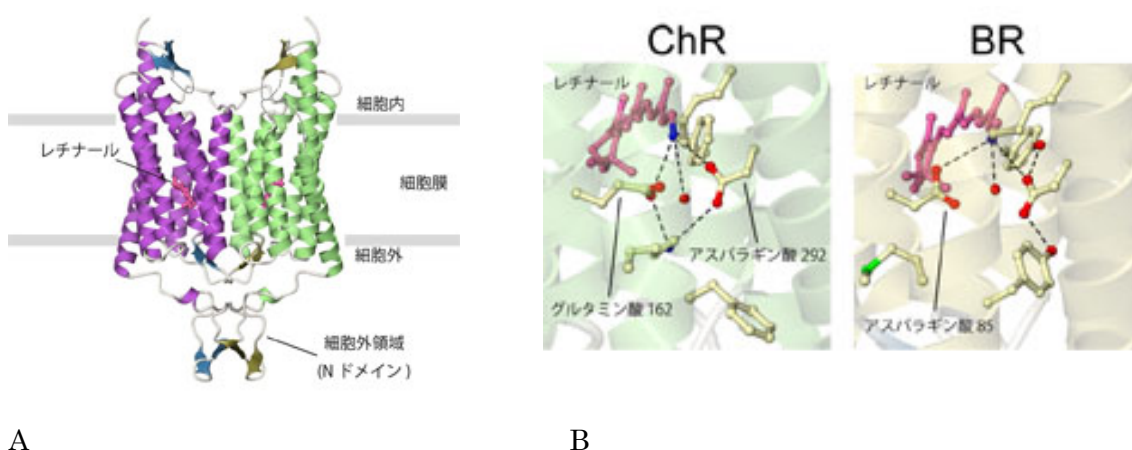 細胞内
レチナール
細胞膜
細胞外
細胞外領域
(N ドメイン )
A
ChR
レチナール
アスパラギン酸 292
グルタミン酸 162
BR
レチナール
アスパラギン酸 85
B